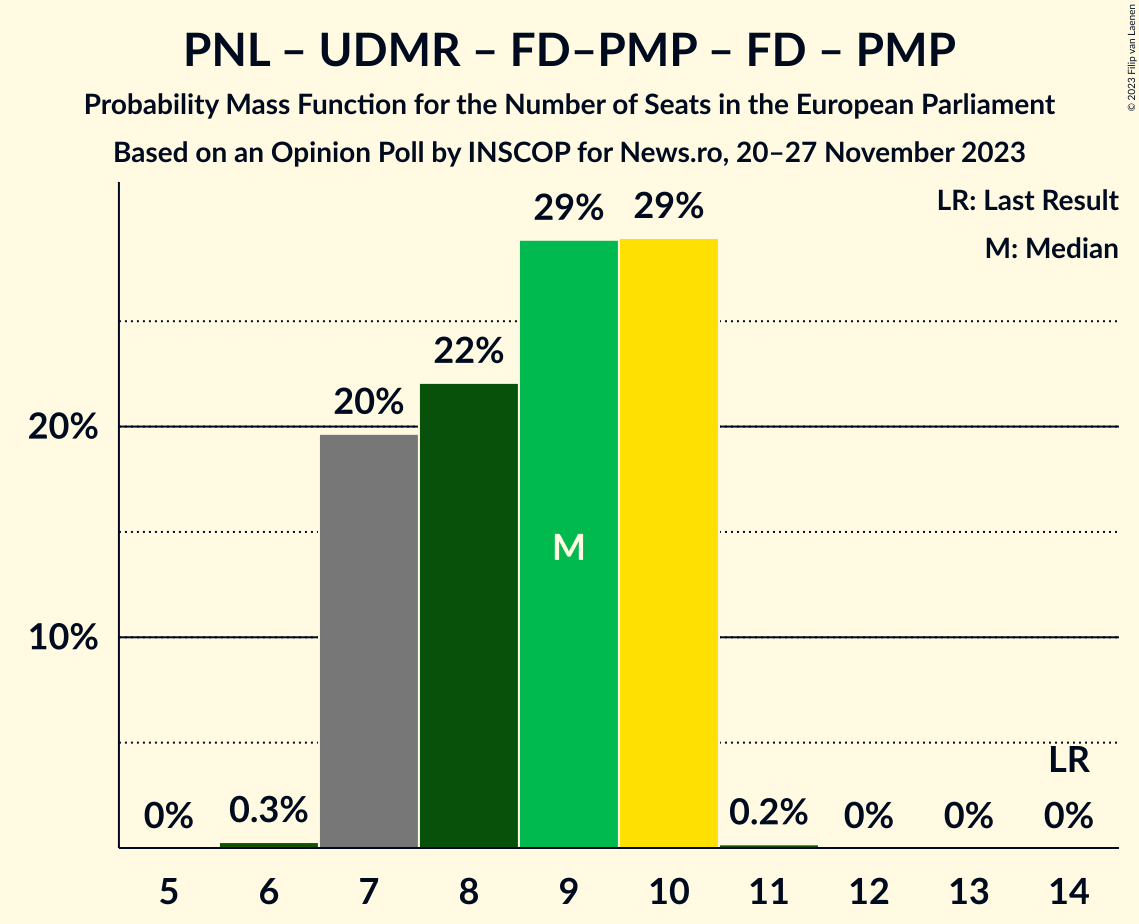 PNL – UDMR – FD–PMP – FD – PMP
Probability Mass Function for the Number of Seats in the European Parliament
Based on an Opinion Poll by INSCOP for News.ro, 20–27 November 2023
© 2023 Filip van Laenen
LR: Last Result
M: Median
29%
29%
22%
20%
20%
M
10%
LR
0%
0.3%
0.2%
0%
0%
0%
5
6
7
8
9
10
11
12
13
14